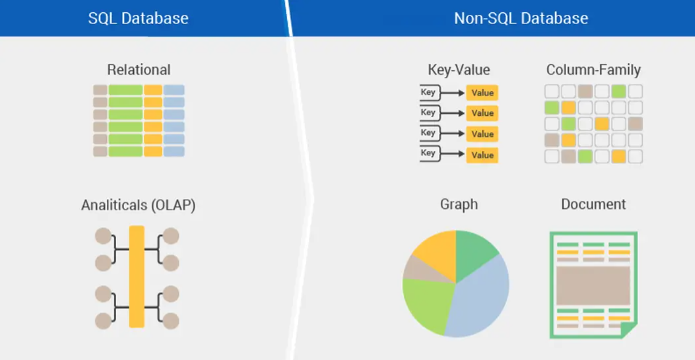 SQL Database
Non-SQL Database
Relational
Analiticals (OLAP)
Key-Value
Key
Value
Key
Value
Key
Value
Key
Value
Column-Family
Graph
Document